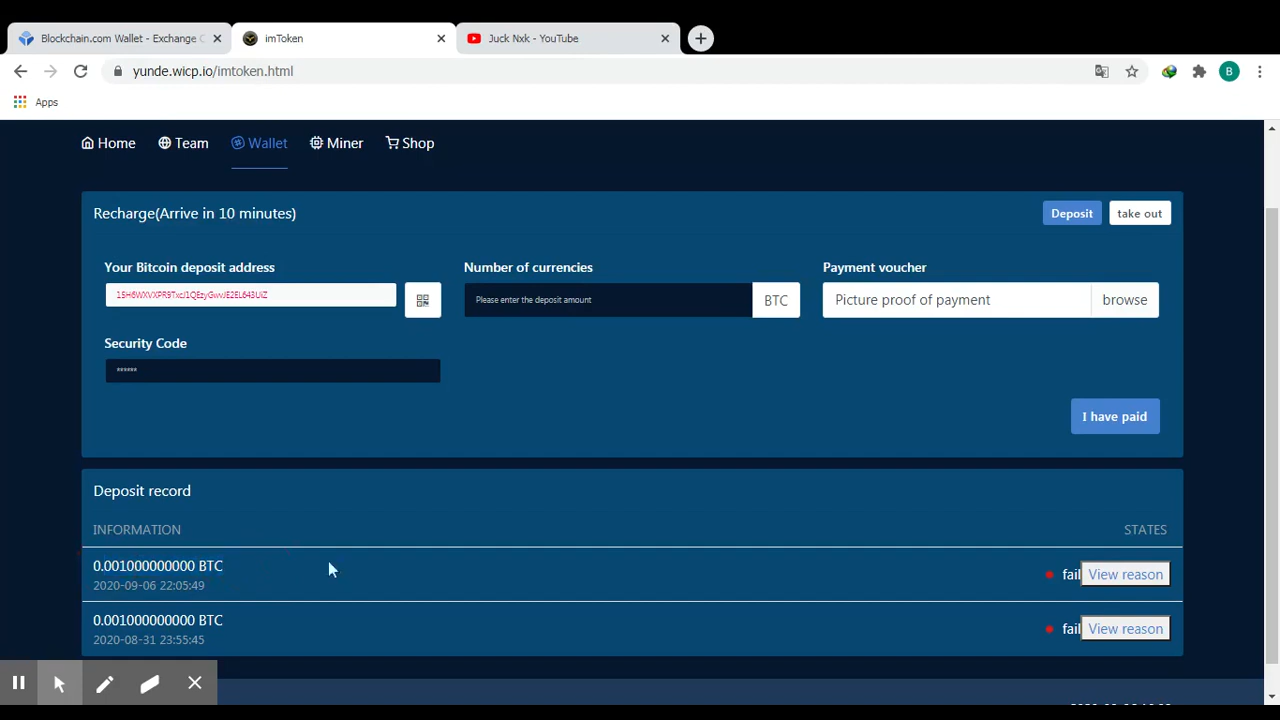 Blockchain.com Wallet - Exchange C
imToken
Juck Nxk - YouTube
yunde.wicp.io/imtoken.html
B
Apps
Home Team Wallet Miner Shop
Recharge(Arrive in 10 minutes)
Deposit take out
Your Bitcoin deposit address Number of currencies Payment voucher
Please enter the deposit amount BTC Picture proof of payment browse
Security Code
******
I have paid
Deposit record
INFORMATION STATES
0.001000000000 BTC
2020-09-06 22:05:49
fail View reason
0.001000000000 BTC
2020-08-31 23:55:45
fail View reason